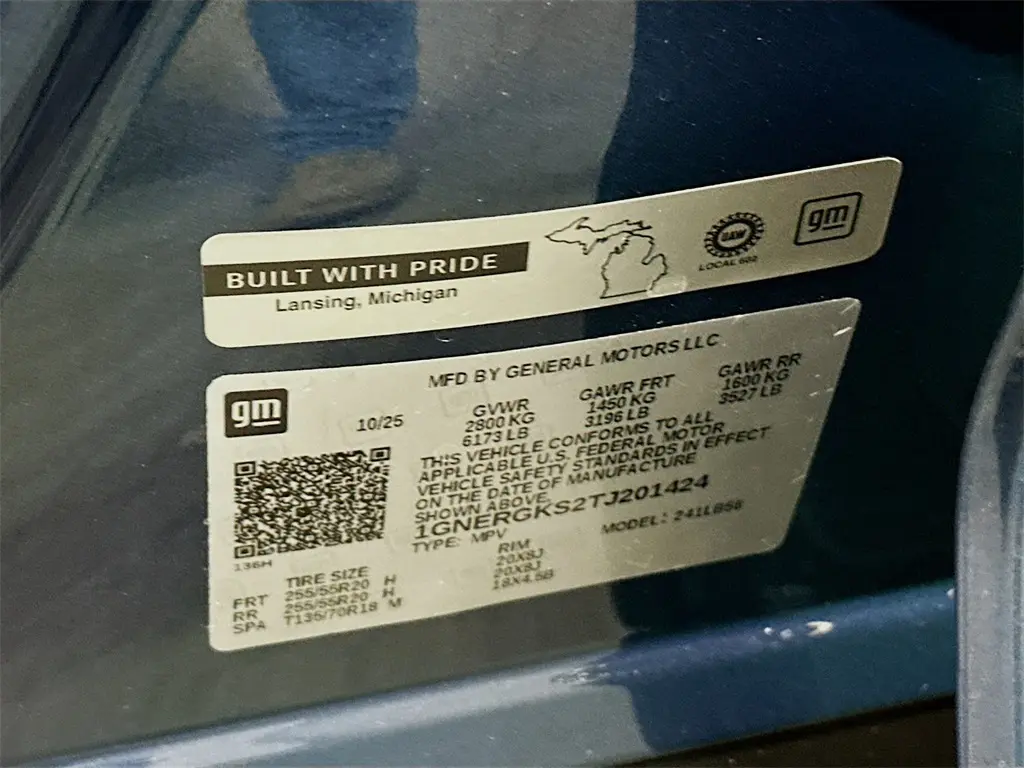 BUILT WITH PRIDE
Lansing, Michigan
UAW
LOCAL 602
gm
MFD BY GENERAL MOTORS LLC
gm
10/25
GVWR GAWR FRT GAWR RR
2800 KG 1450 KG 1600 KG
6173 LB 3196 LB 3527 LB
THIS VEHICLE CONFORMS TO ALL
APPLICABLE U.S. FEDERAL MOTOR
VEHICLE SAFETY STANDARDS IN EFFECT
ON THE DATE OF MANUFACTURE
SHOWN ABOVE.
1GNERGKS2TJ201424
TYPE: MPV MODEL: 241LB56
136H
TIRE SIZE RIM
FRT 255/55R20 H 20X8J
RR 255/55R20 H 20X8J
SPA T135/70R18 M 18X4.5B